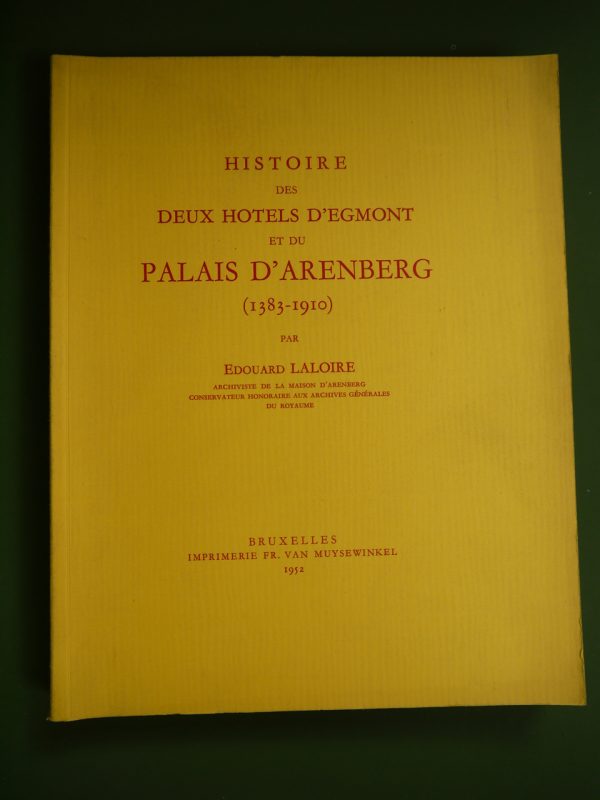 HISTOIRE
DES
DEUX HOTELS D'EGMONT
ET DU
PALAIS D'ARENBERG
(1383-1910)
PAR
EDOUARD LALOIRE
ARCHIVISTE DE LA MAISON D'ARENBERG
CONSERVATEUR HONORAIRE AUX ARCHIVES GÉNÉRALES
DU ROYAUME
BRUXELLES
IMPRIMERIE FR. VAN MUYSEWINKEL
1952